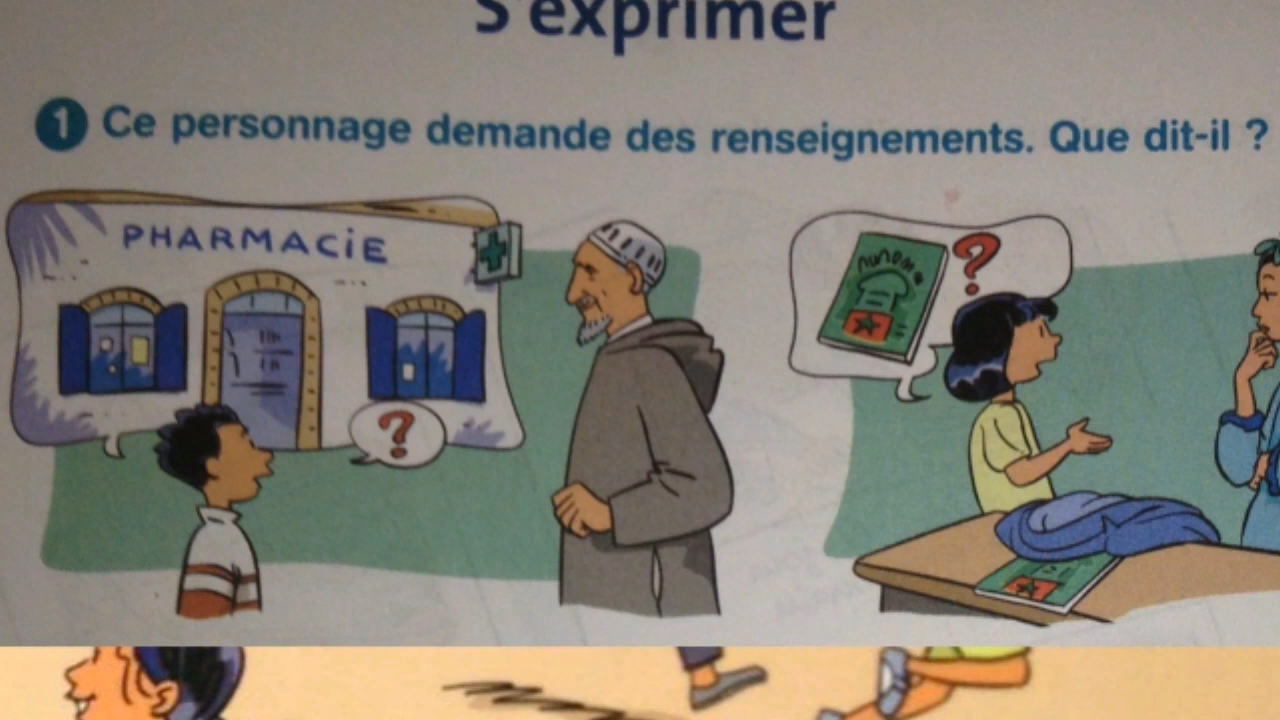 S'exprimer
1 Ce personnage demande des renseignements. Que dit-il ?
PHARMACiE
?
?